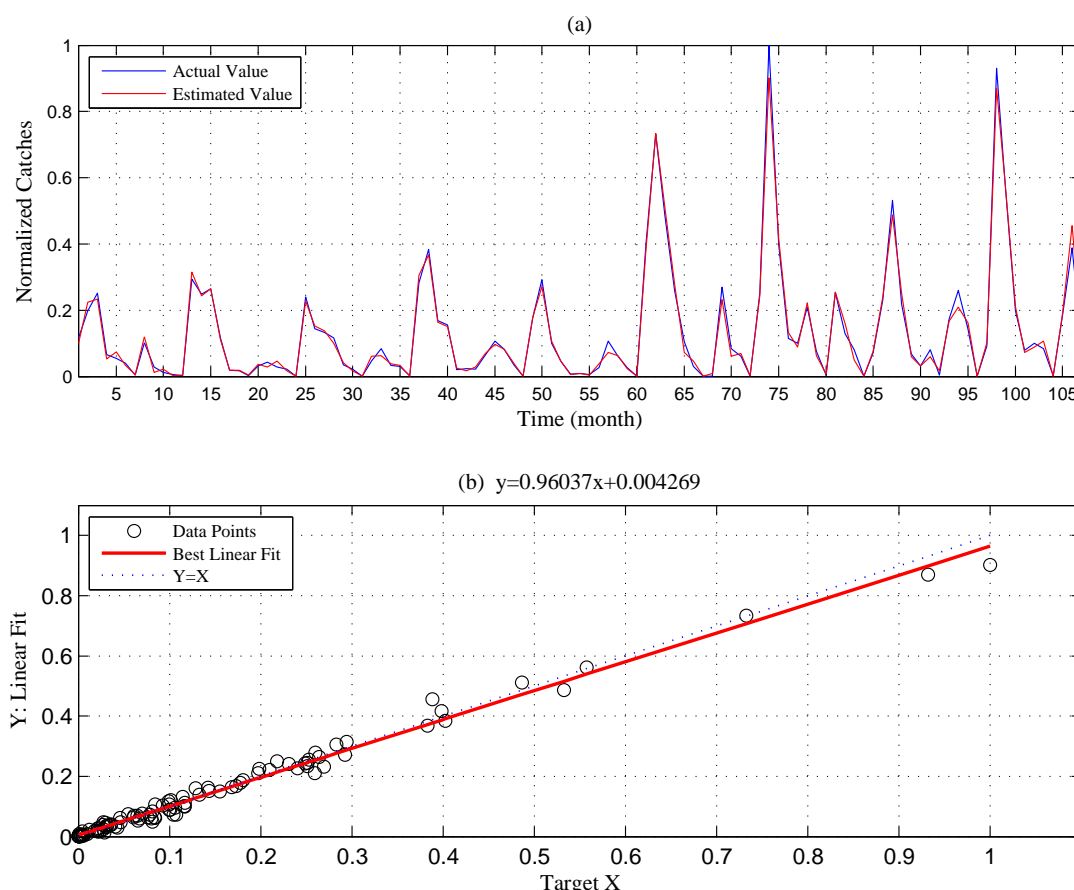 (a)
Normalized Catches
1
0.8
0.6
0.4
0.2
0
Actual Value
Estimated Value
5 10 15 20 25 30 35 40 45 50 55 60 65 70 75 80 85 90 95 100 105
Time (month)
(b) y=0.96037x+0.004269
Y: Linear Fit
1
0.8
0.6
0.4
0.2
0
Data Points
Best Linear Fit
Y=X
0 0.1 0.2 0.3 0.4 0.5 0.6 0.7 0.8 0.9 1
Target X